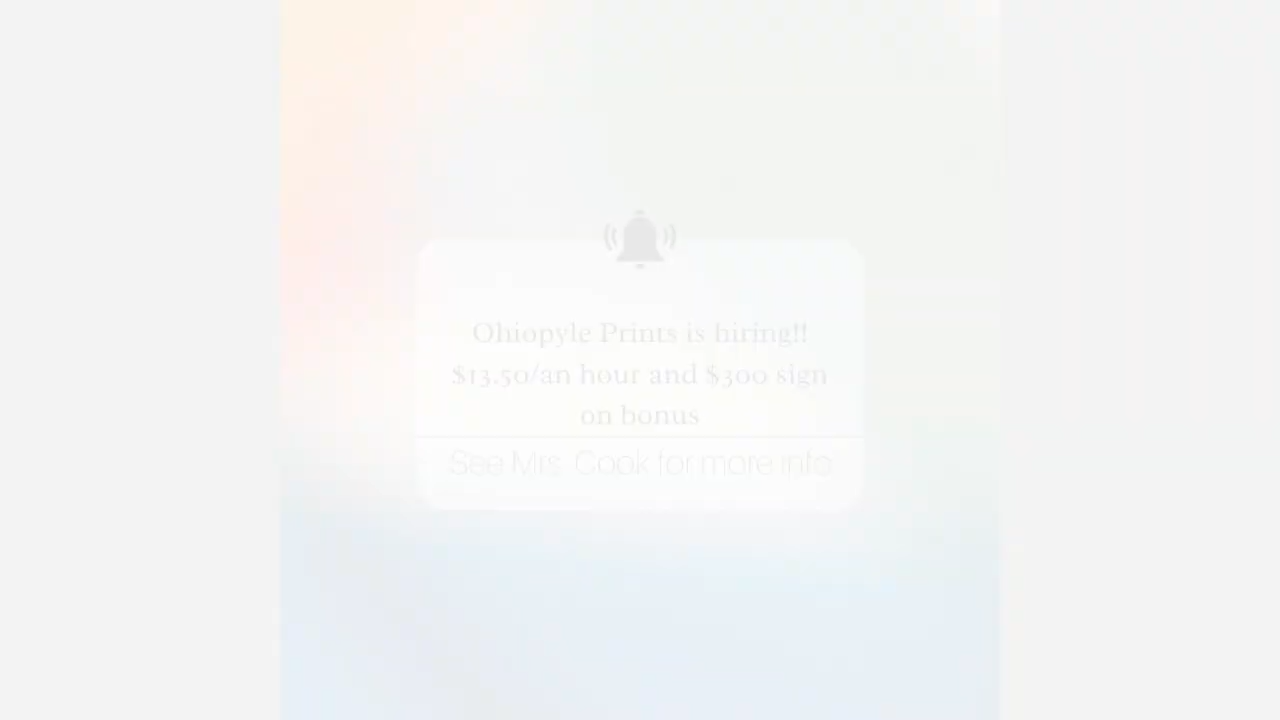 Ohiopyle Prints is hiring!!
$13.50/an hour and $300 sign
on bonus
See Mrs. Cook for more info